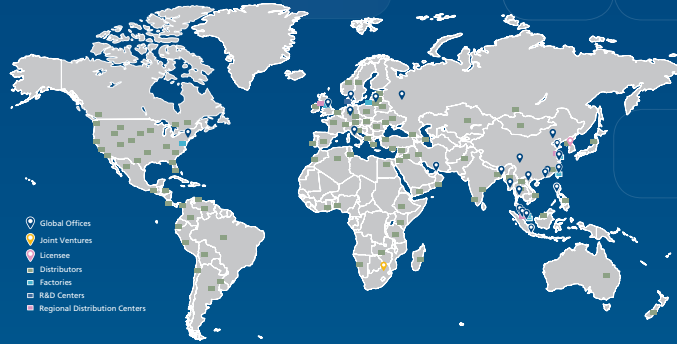 Global Offices
Joint Ventures
Licensee
Distributors
Factories
R&D Centers
Regional Distribution Centers